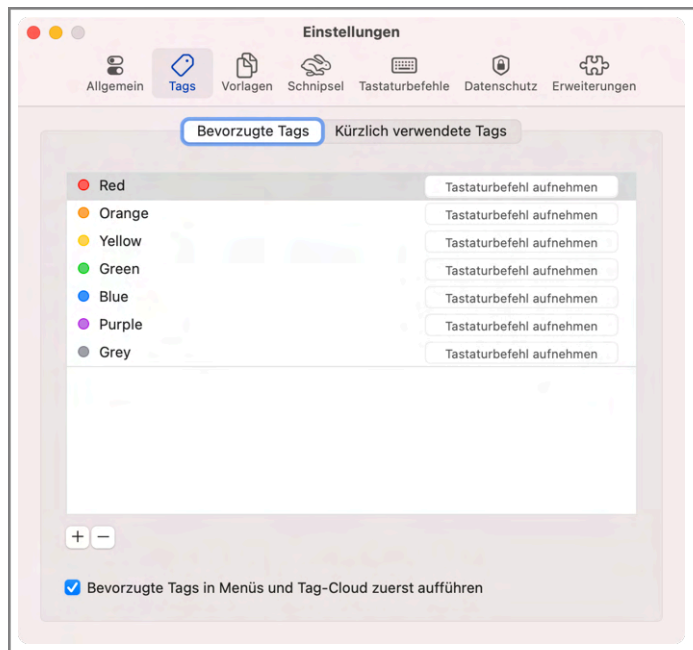 Einstellungen
Allgemein Tags Vorlagen Schnipsel Tastaturbefehle Datenschutz Erweiterungen
Bevorzugte Tags Kürzlich verwendete Tags
Red Tastaturbefehl aufnehmen
Orange Tastaturbefehl aufnehmen
Yellow Tastaturbefehl aufnehmen
Green Tastaturbefehl aufnehmen
Blue Tastaturbefehl aufnehmen
Purple Tastaturbefehl aufnehmen
Grey Tastaturbefehl aufnehmen
+ −
Bevorzugte Tags in Menüs und Tag-Cloud zuerst aufführen